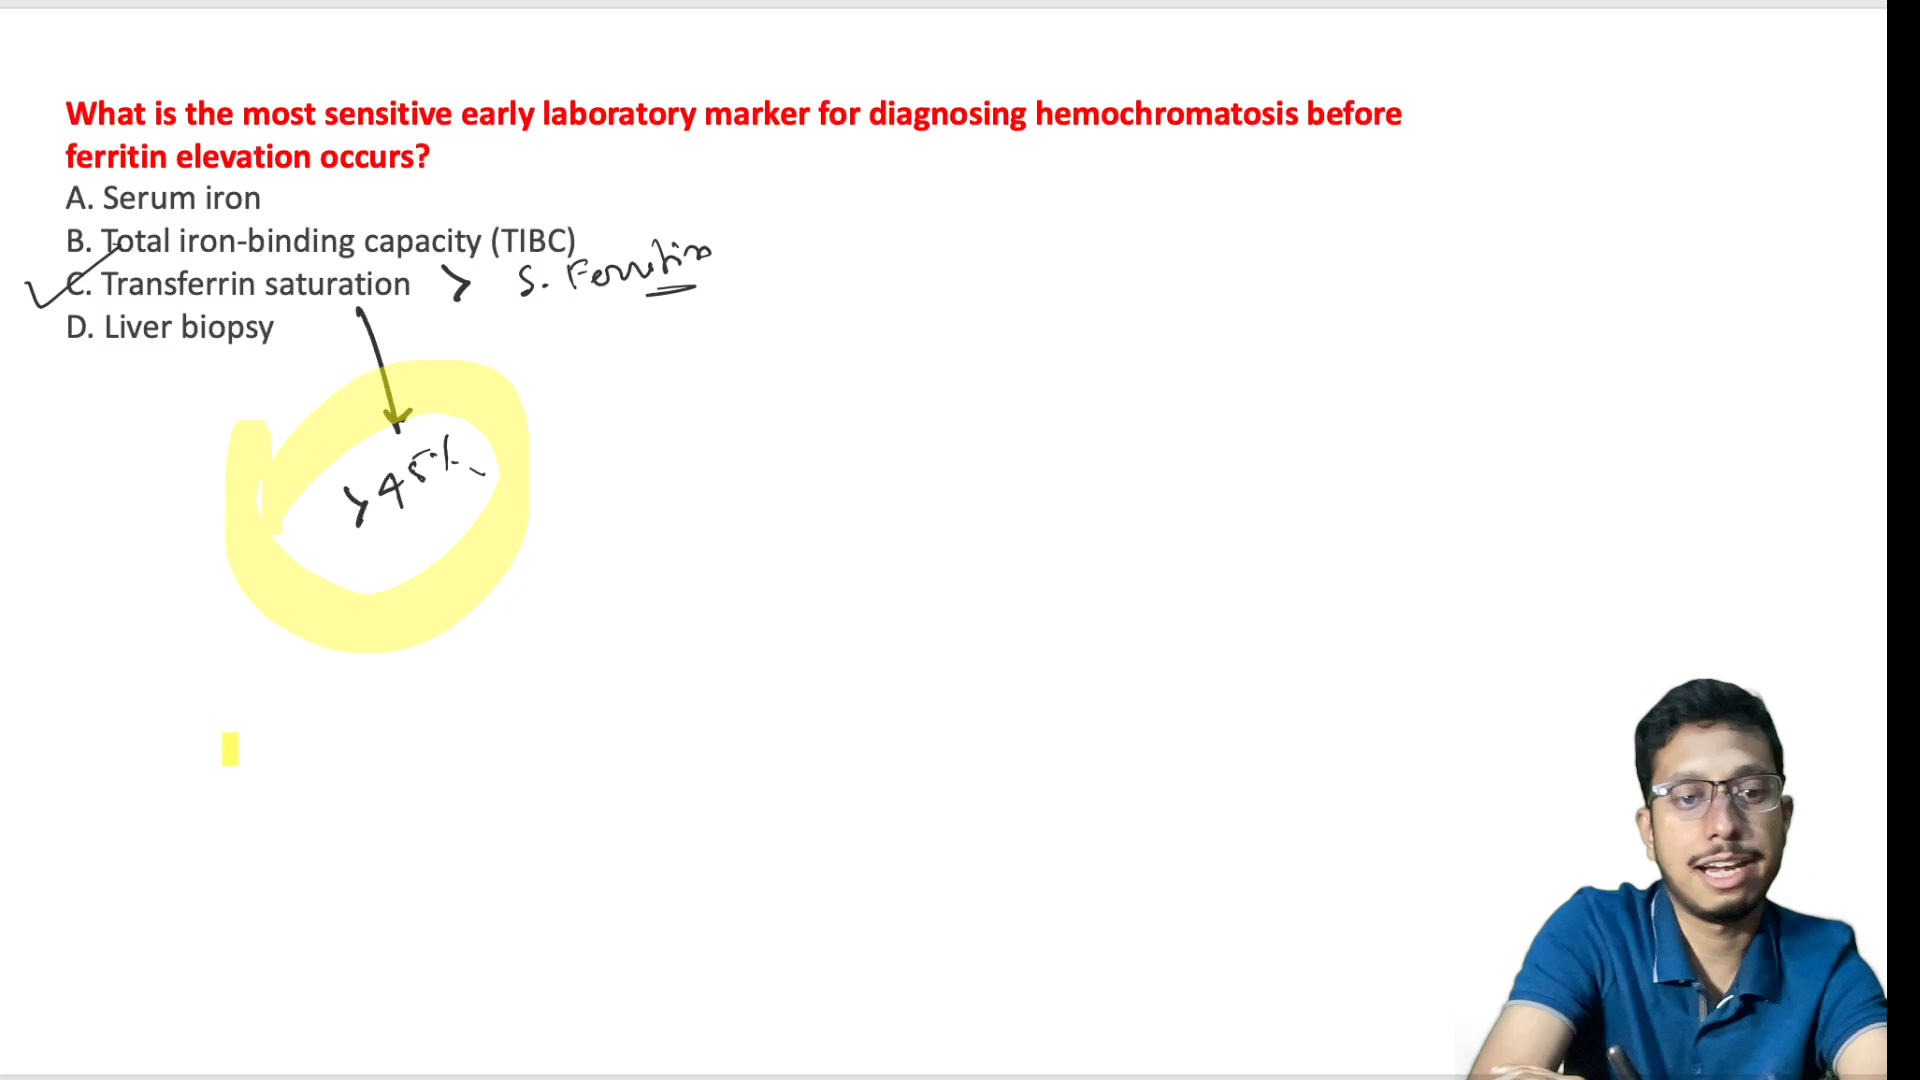 What is the most sensitive early laboratory marker for diagnosing hemochromatosis before
ferritin elevation occurs?
A. Serum iron
B. Total iron-binding capacity (TIBC)
C. Transferrin saturation > S. Ferritin
D. Liver biopsy
>45%